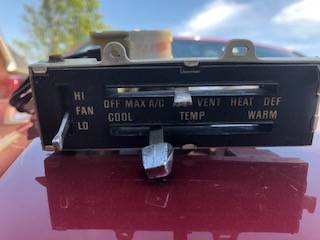 HI
OFF MAX A/C VENT HEAT DEF
FAN
COOL TEMP WARM
LO